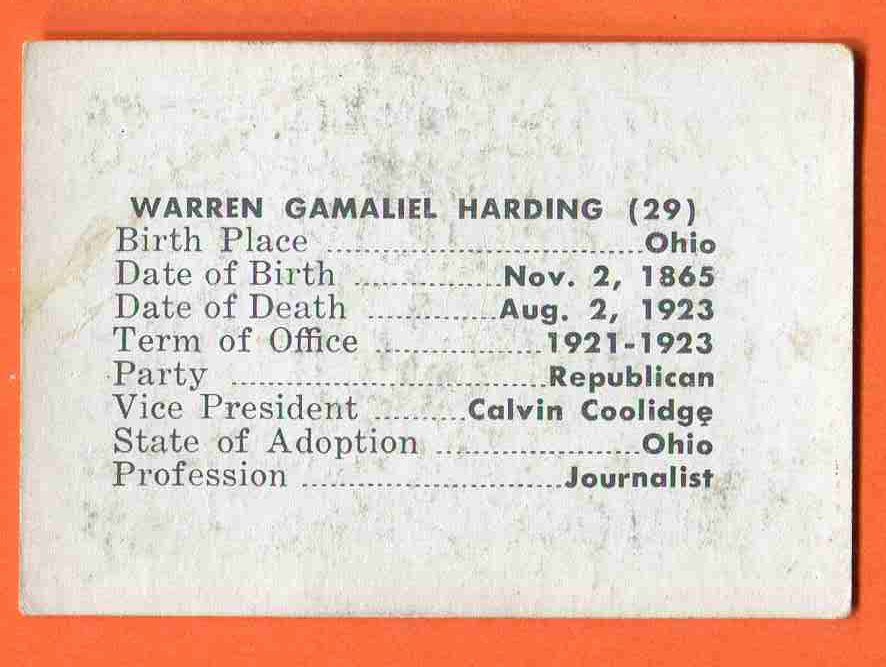 WARREN GAMALIEL HARDING (29)
Birth Place ........................................Ohio
Date of Birth ..................Nov. 2, 1865
Date of Death ................Aug. 2, 1923
Term of Office .....................1921-1923
Party ........................................Republican
Vice President ...........Calvin Coolidge
State of Adoption .........................Ohio
Profession ................................Journalist